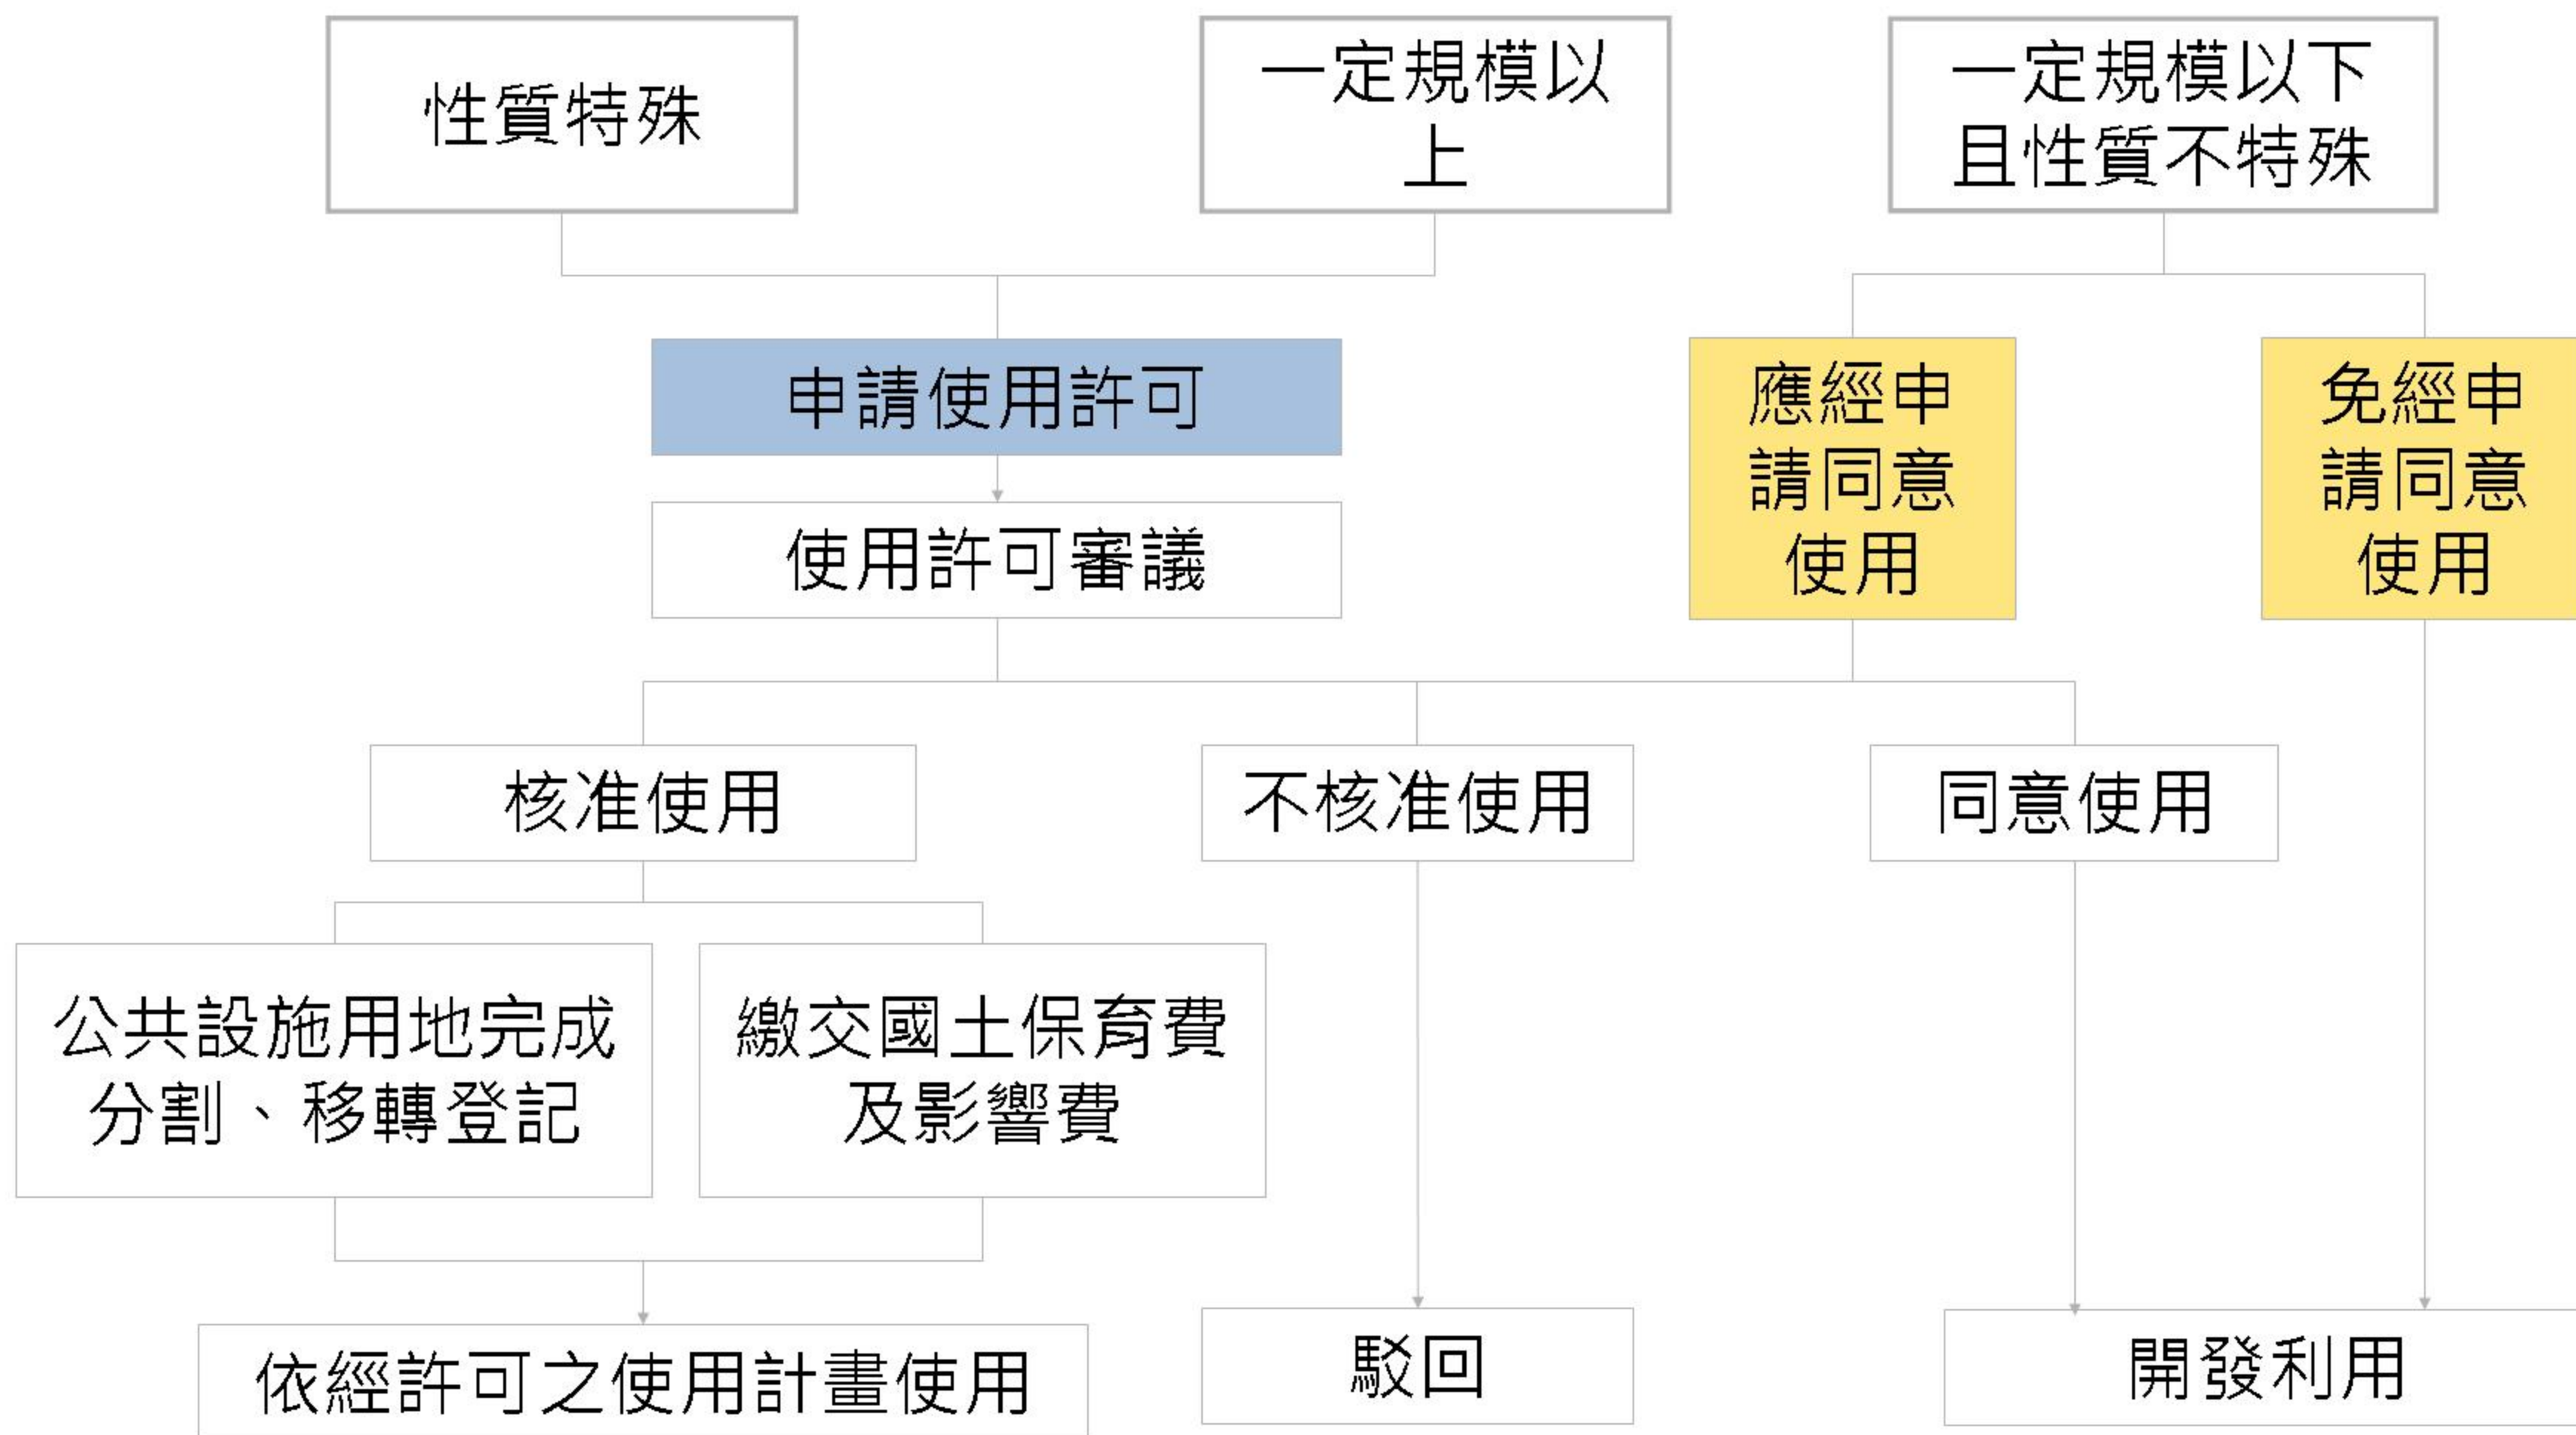 性質特殊
一定規模以
上
一定規模以下
且性質不特殊
申請使用許可
應經申
請同意
使用
免經申
請同意
使用
使用許可審議
核准使用
不核准使用
同意使用
公共設施用地完成
分割、移轉登記
繳交國土保育費
及影響費
依經許可之使用計畫使用
駁回
開發利用